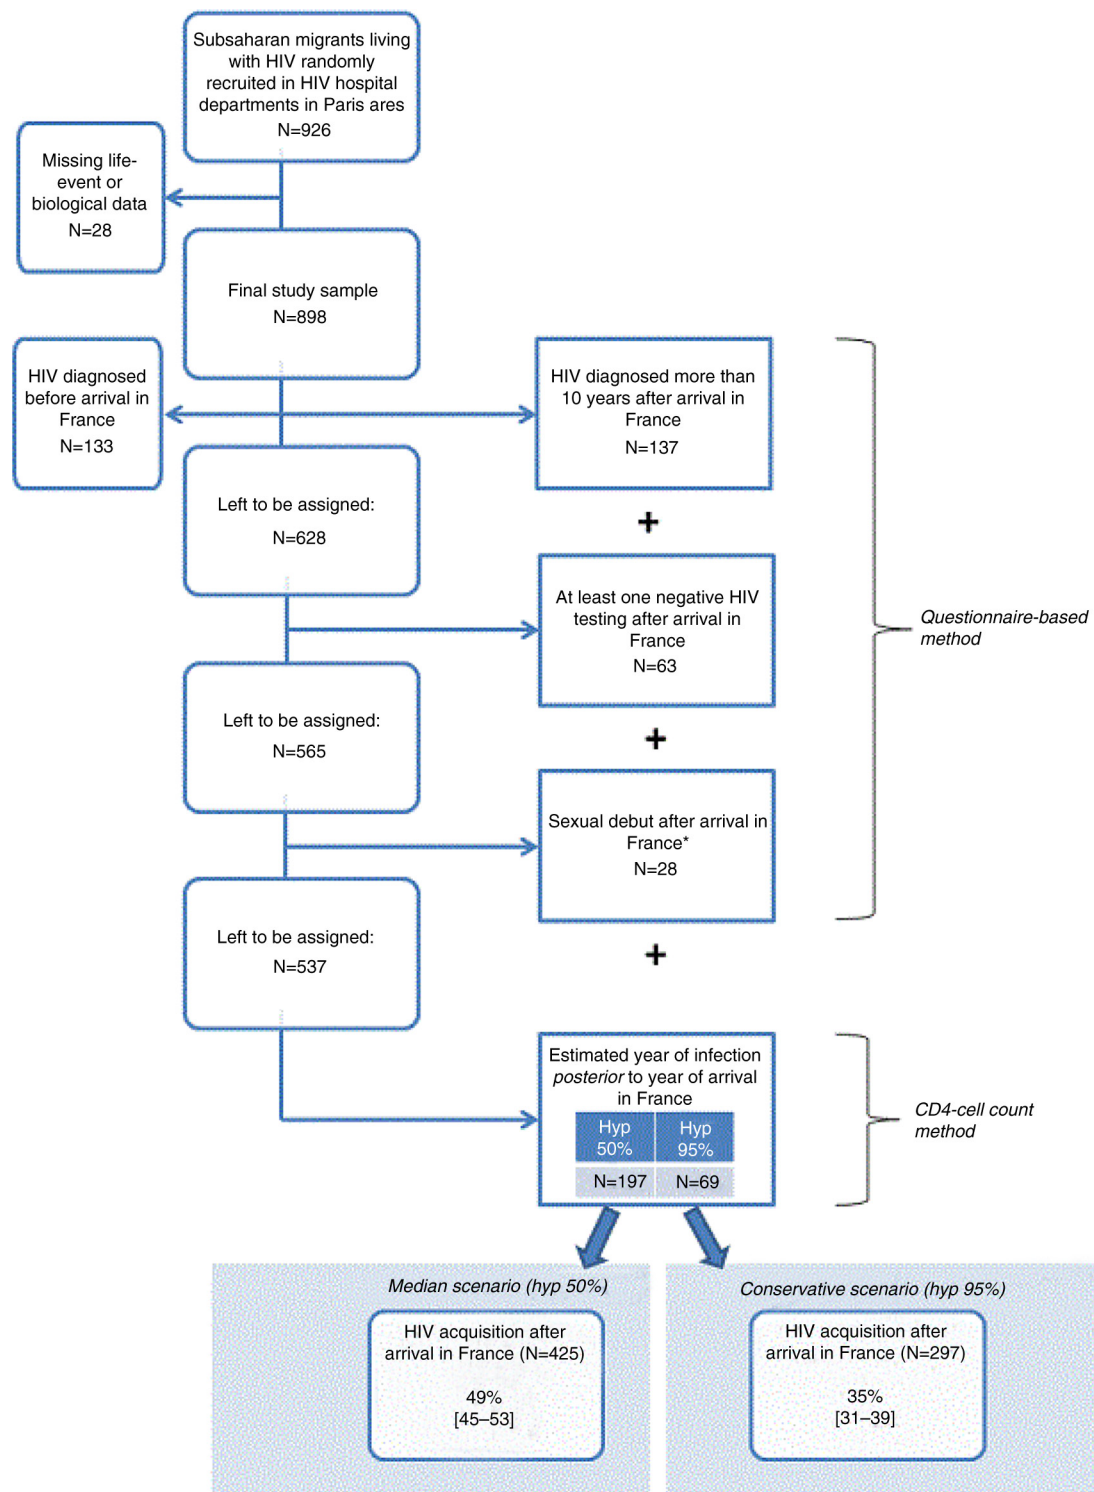 Subsaharan migrants living
with HIV randomly
recruited in HIV hospital
departments in Paris ares
N=926
Missing life-
event or
biological data
N=28
Final study sample
N=898
HIV diagnosed
before arrival in
France
N=133
HIV diagnosed more than
10 years after arrival in
France
N=137
Left to be assigned:
N=628
+
At least one negative HIV
testing after arrival in
France
N=63
Questionnaire-based
method
Left to be assigned:
N=565
+
Sexual debut after arrival in
France*
N=28
Left to be assigned:
N=537
+
Estimated year of infection
posterior to year of arrival
in France
Hyp
50%
Hyp
95%
N=197
N=69
CD4-cell count
method
Median scenario (hyp 50%)
HIV acquisition after
arrival in France (N=425)
49%
[45–53]
Conservative scenario (hyp 95%)
HIV acquisition after
arrival in France (N=297)
35%
[31–39]